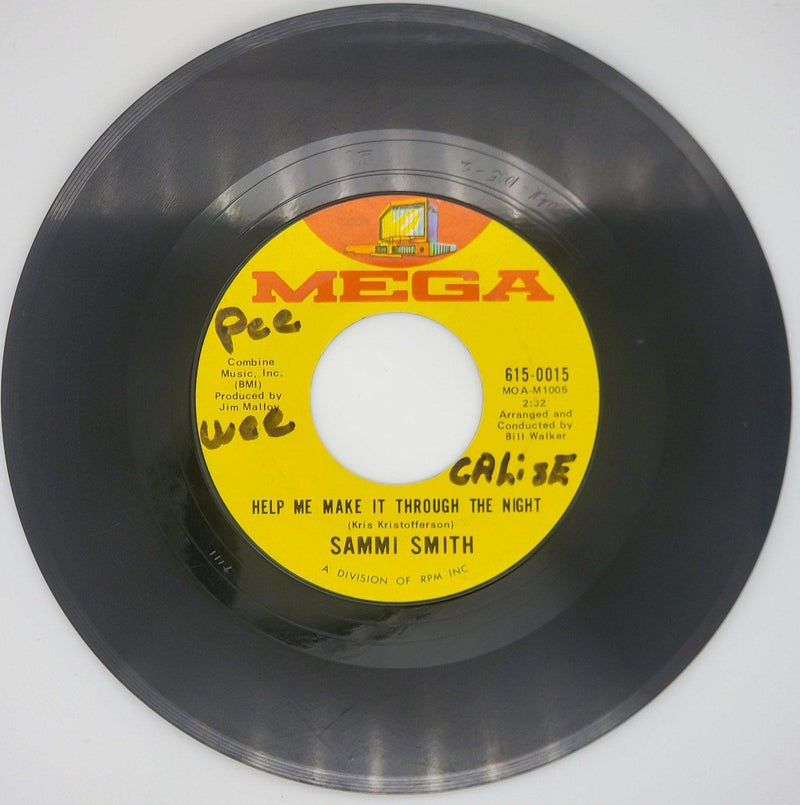 MEGA
Pee
Combine
Music, Inc.
(BMI)
Produced by
Jim Malloy
wee
615-0015
MOA-M1005
2:32
Arranged and
Conducted by
Bill Walker
CALisE
HELP ME MAKE IT THROUGH THE NIGHT
(Kris Kristofferson)
SAMMI SMITH
A DIVISION OF RPM INC